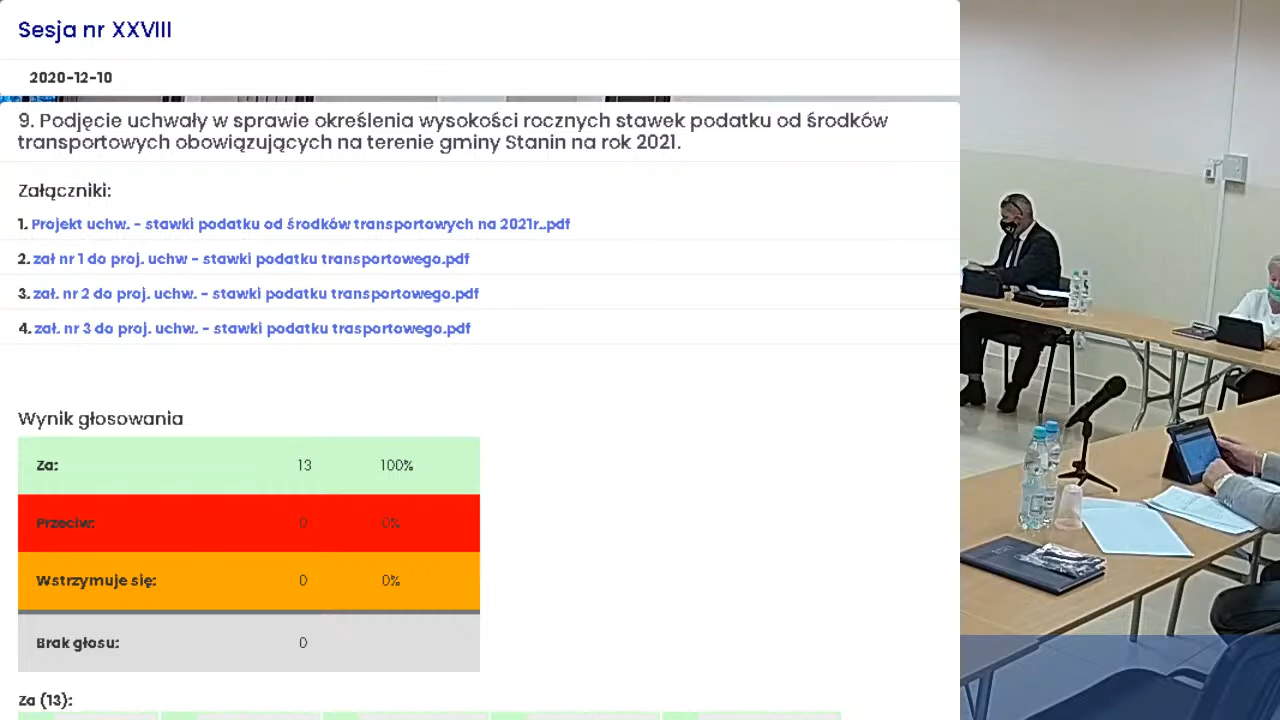 Sesja nr XXVIII
2020-12-10
9. Podjęcie uchwały w sprawie określenia wysokości rocznych stawek podatku od środków
transportowych obowiązujących na terenie gminy Stanin na rok 2021.
Załączniki:
1. Projekt uchw. - stawki podatku od środków transportowych na 2021r..pdf
2. zał nr 1 do proj. uchw - stawki podatku transportowego.pdf
3. zał. nr 2 do proj. uchw. - stawki podatku transportowego.pdf
4. zał. nr 3 do proj. uchw. - stawki podatku trasportowego.pdf
Wynik głosowania
Za: 13 100%
Przeciw: 0 0%
Wstrzymuje się: 0 0%
Brak głosu: 0
Za (13):